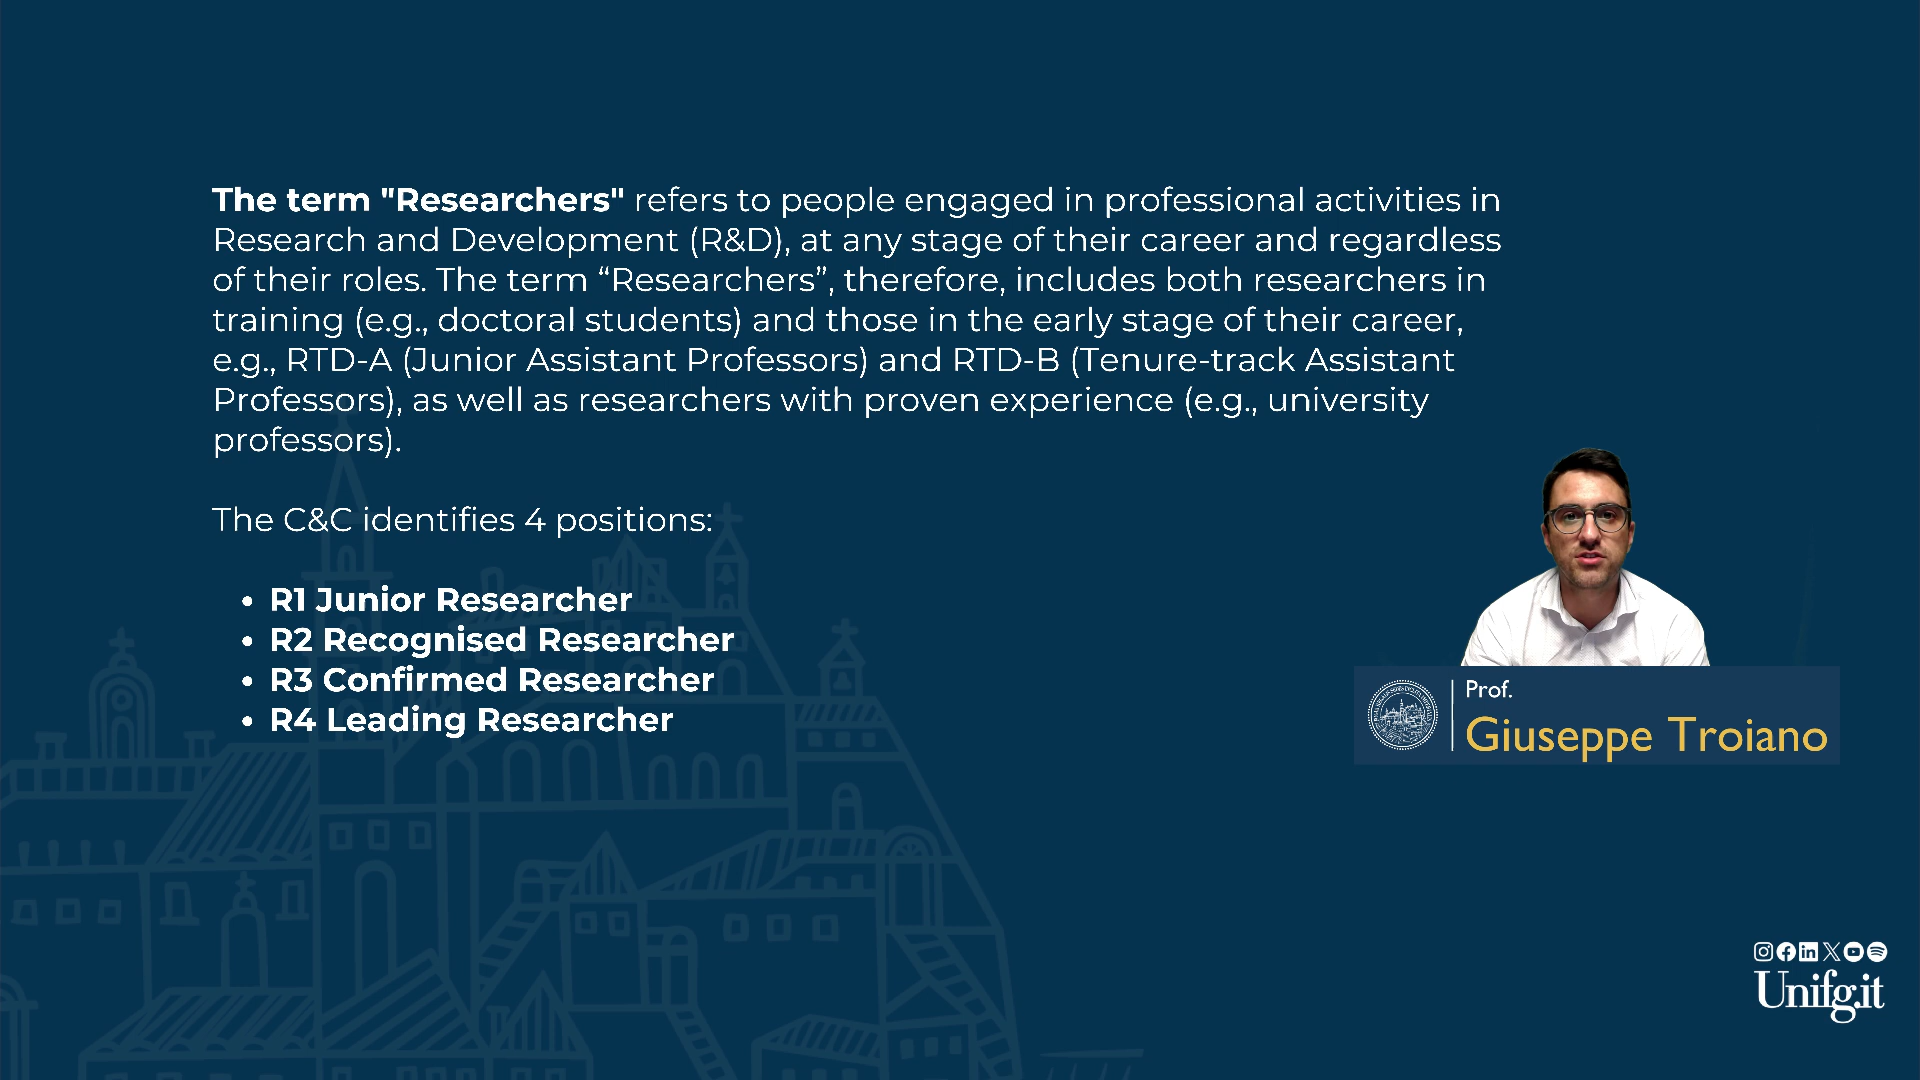 The term "Researchers" refers to people engaged in professional activities in
Research and Development (R&D), at any stage of their career and regardless
of their roles. The term “Researchers”, therefore, includes both researchers in
training (e.g., doctoral students) and those in the early stage of their career,
e.g., RTD-A (Junior Assistant Professors) and RTD-B (Tenure-track Assistant
Professors), as well as researchers with proven experience (e.g., university
professors).
The C&C identifies 4 positions:
• R1 Junior Researcher
• R2 Recognised Researcher
• R3 Confirmed Researcher
• R4 Leading Researcher
Prof.
Giuseppe Troiano
Unifg.it